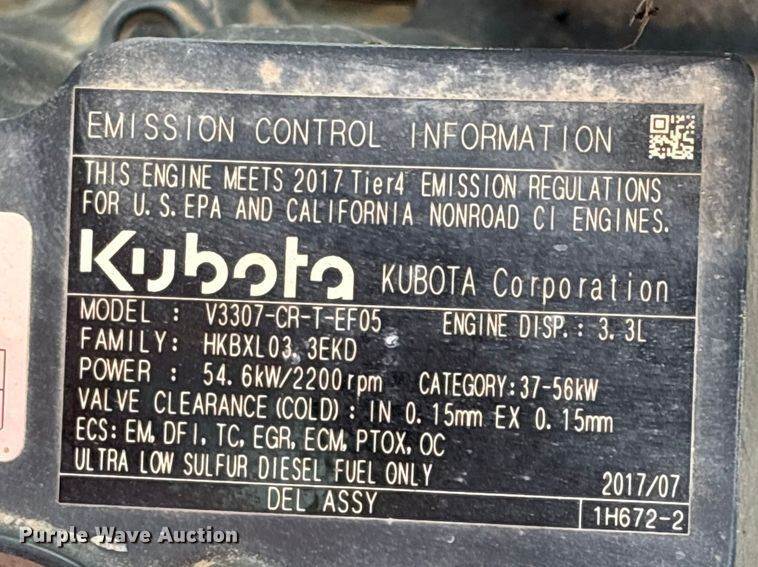 EMISSION CONTROL INFORMATION
THIS ENGINE MEETS 2017 Tier4 EMISSION REGULATIONS
FOR U.S.EPA AND CALIFORNIA NONROAD CI ENGINES.
Kubota KUBOTA Corporation
MODEL : V3307-CR-T-EF05 ENGINE DISP.: 3.3L
FAMILY: HKBXL03.3EKD
POWER : 54.6kW/2200rpm CATEGORY:37-56kW
VALVE CLEARANCE(COLD): IN 0.15mm EX 0.15mm
ECS:EM,DFI,TC,EGR,ECM,PTOX,OC
ULTRA LOW SULFUR DIESEL FUEL ONLY 2017/07
DEL ASSY 1H672-2
Purple Wave Auction